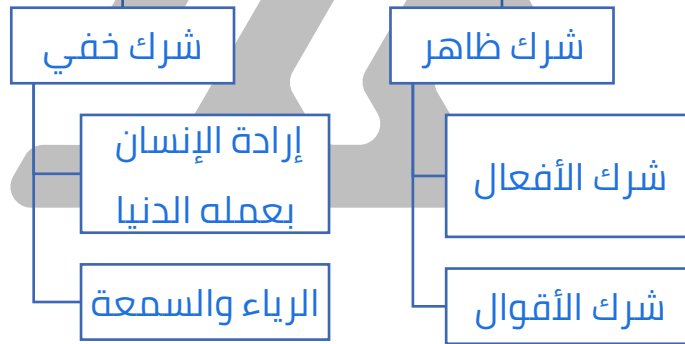 شرك ظاهر
شرك الأفعال
شرك الأقوال
شرك خفي
إرادة الإنسان
بعمله الدنيا
الرياء والسمعة